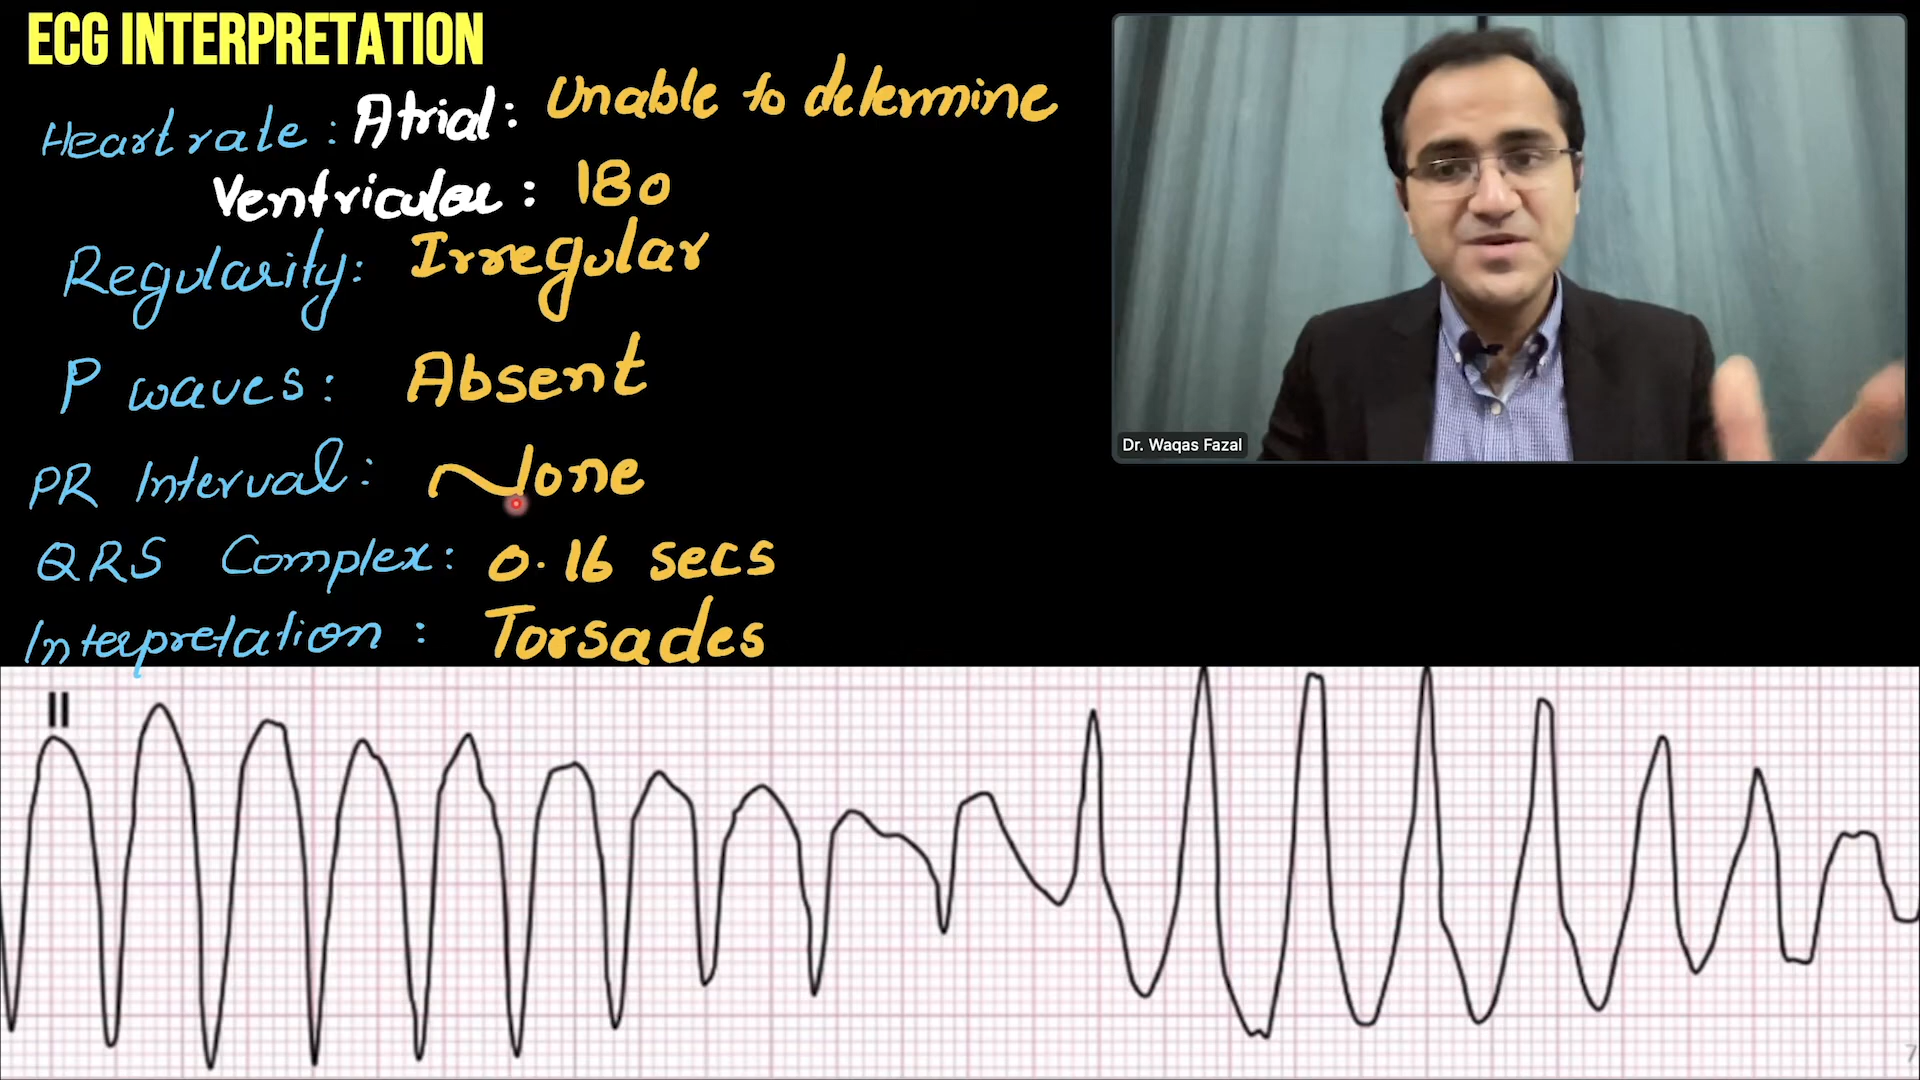 ECG INTERPRETATION
Heart rate: Atrial: Unable to determine
Ventricular: 180
Regularity: Irregular
P waves: Absent
PR Interval: None
QRS Complex: 0.16 secs
Interpretation: Torsades
Dr. Waqas Fazal
II
7